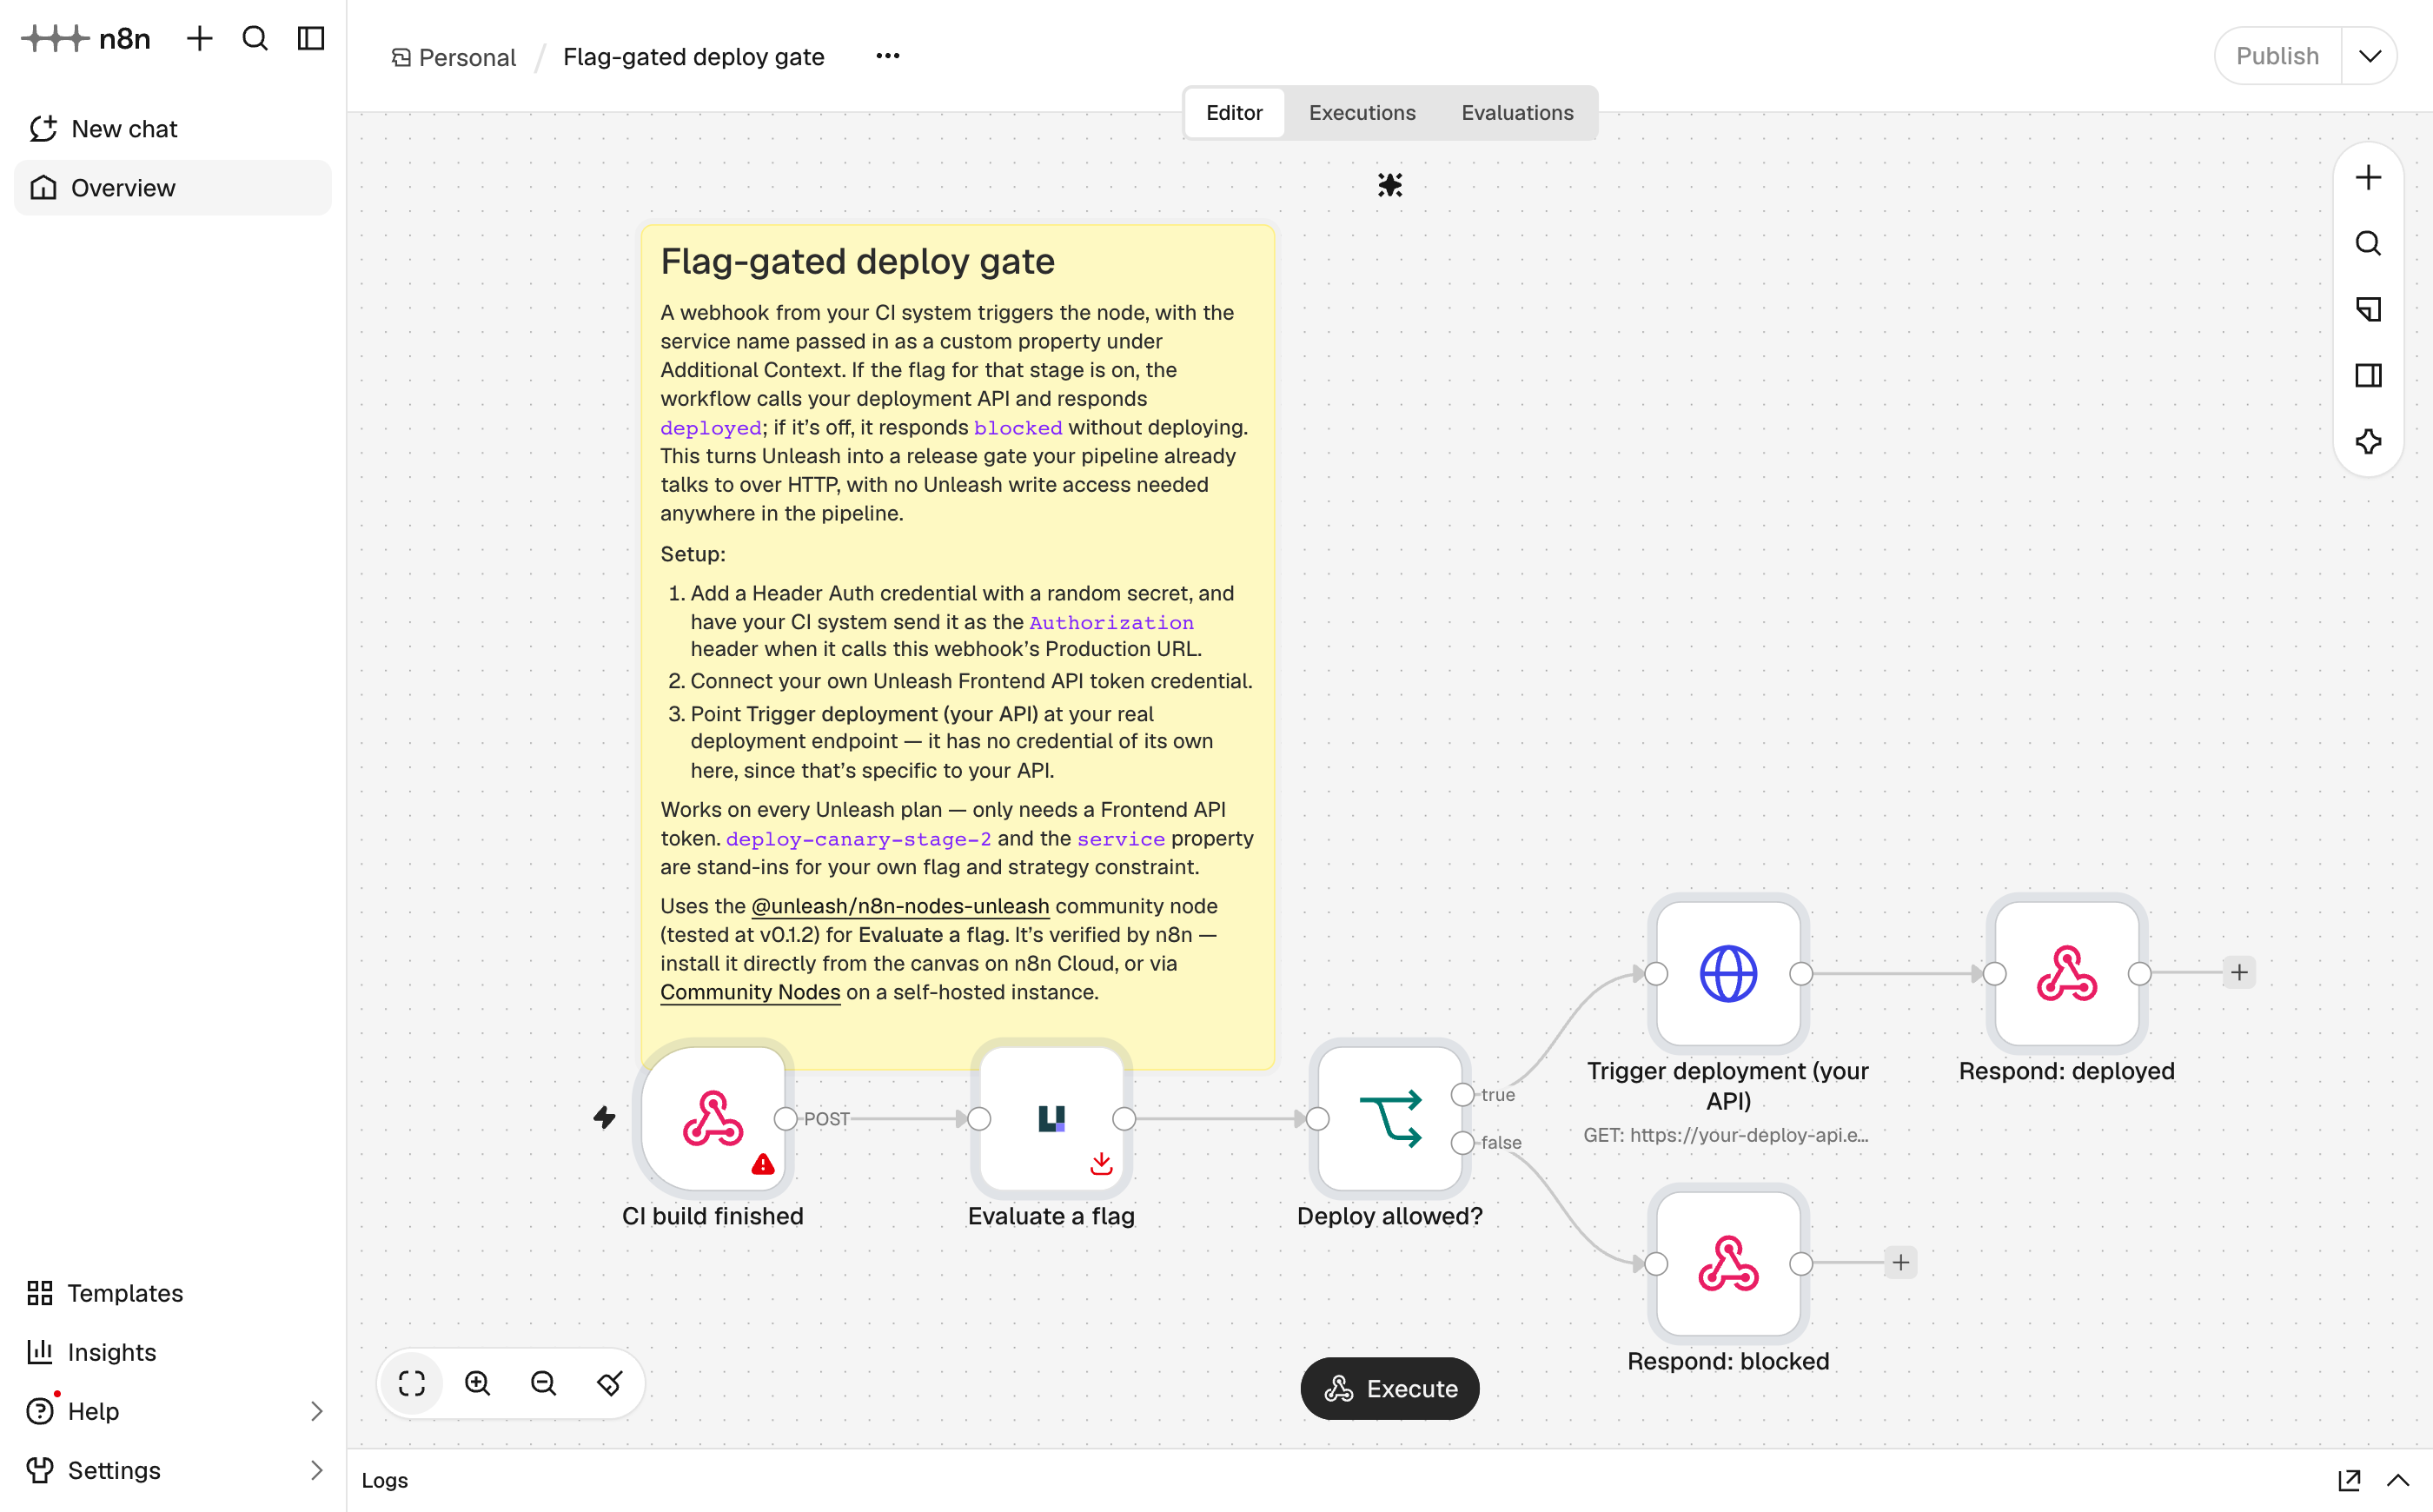 n8n
Personal / Flag-gated deploy gate
Publish
New chat
Overview
Editor Executions Evaluations
Flag-gated deploy gate
A webhook from your CI system triggers the node, with the
service name passed in as a custom property under
Additional Context. If the flag for that stage is on, the
workflow calls your deployment API and responds
deployed; if it’s off, it responds blocked without deploying.
This turns Unleash into a release gate your pipeline already
talks to over HTTP, with no Unleash write access needed
anywhere in the pipeline.
Setup:
1. Add a Header Auth credential with a random secret, and
have your CI system send it as the Authorization
header when it calls this webhook’s Production URL.
2. Connect your own Unleash Frontend API token credential.
3. Point Trigger deployment (your API) at your real
deployment endpoint — it has no credential of its own
here, since that’s specific to your API.
Works on every Unleash plan — only needs a Frontend API
token. deploy-canary-stage-2 and the service property
are stand-ins for your own flag and strategy constraint.
Uses the @unleash/n8n-nodes-unleash community node
(tested at v0.1.2) for Evaluate a flag. It’s verified by n8n —
install it directly from the canvas on n8n Cloud, or via
Community Nodes on a self-hosted instance.
POST
CI build finished
Evaluate a flag
true
false
Deploy allowed?
Trigger deployment (your
API)
GET: https://your-deploy-api.e...
Respond: deployed
Respond: blocked
Execute
Templates
Insights
Help
Settings
Logs